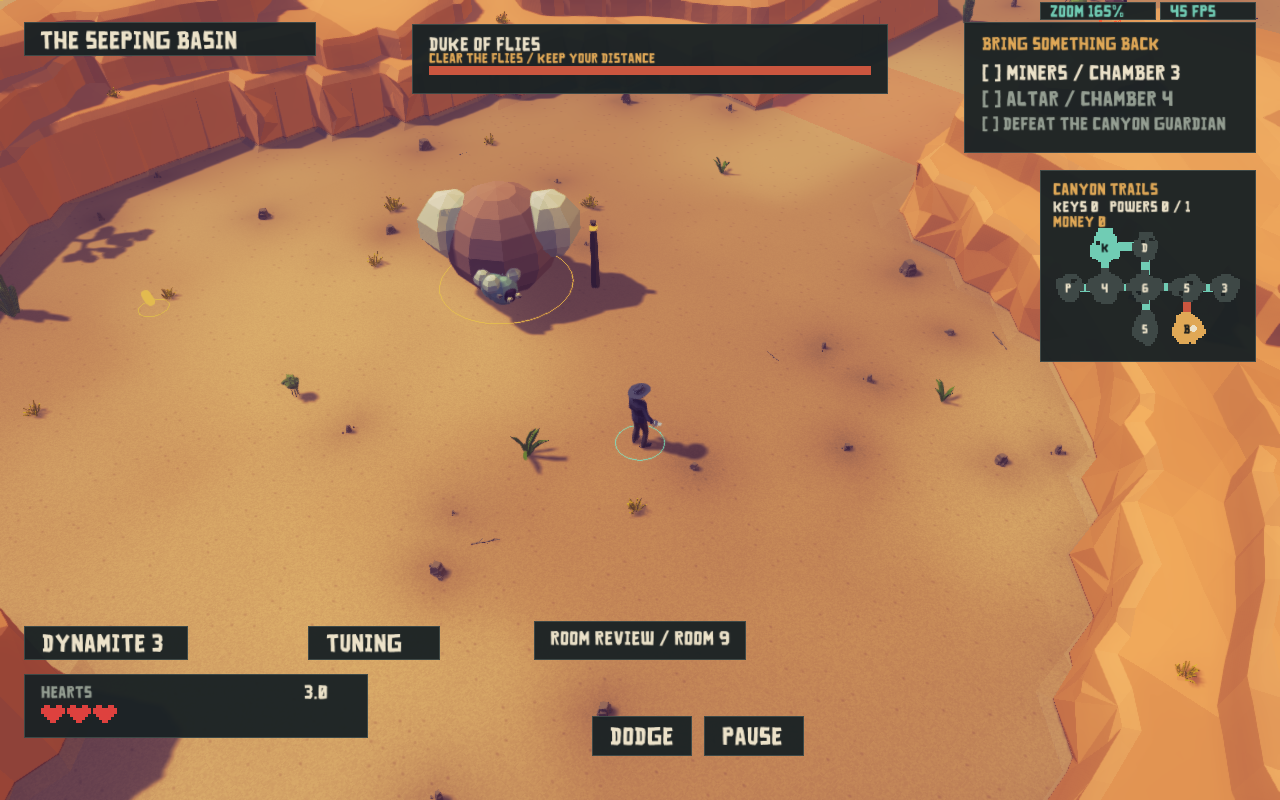 THE SEEPING BASIN
DUKE OF FLIES
CLEAR THE FLIES / KEEP YOUR DISTANCE
ZOOM 165%
45 FPS
BRING SOMETHING BACK
[ ] MINERS / CHAMBER 3
[ ] ALTAR / CHAMBER 4
[ ] DEFEAT THE CANYON GUARDIAN
CANYON TRAILS
KEYS 0 POWERS 0 / 1
MONEY 0
K D
P 4 6 5 3
S B
DYNAMITE 3
TUNING
ROOM REVIEW / ROOM 9
HEARTS 3.0
DODGE
PAUSE